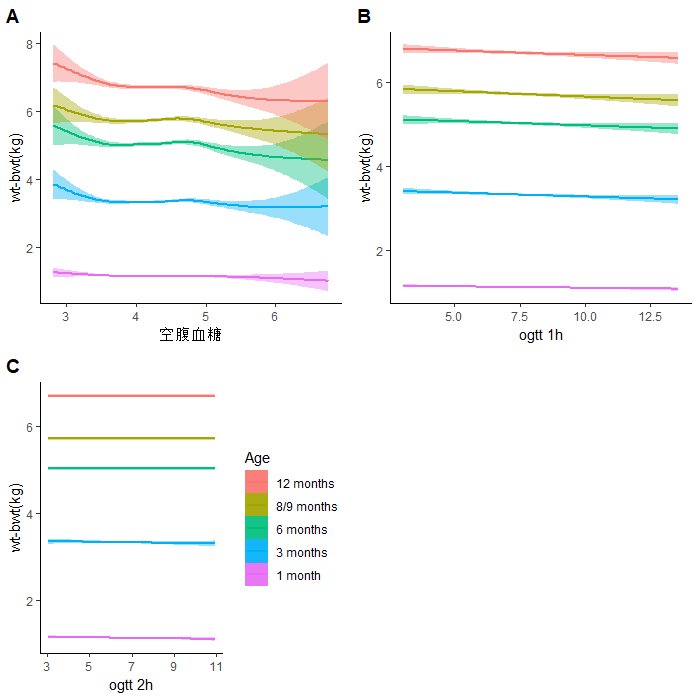 A
8
6
4
2
wt-bwt(kg)
3 4 5 6
空腹血糖
B
6
4
2
wt-bwt(kg)
5.0 7.5 10.0 12.5
ogtt 1h
C
6
4
2
wt-bwt(kg)
3 5 7 9 11
ogtt 2h
Age
12 months
8/9 months
6 months
3 months
1 month